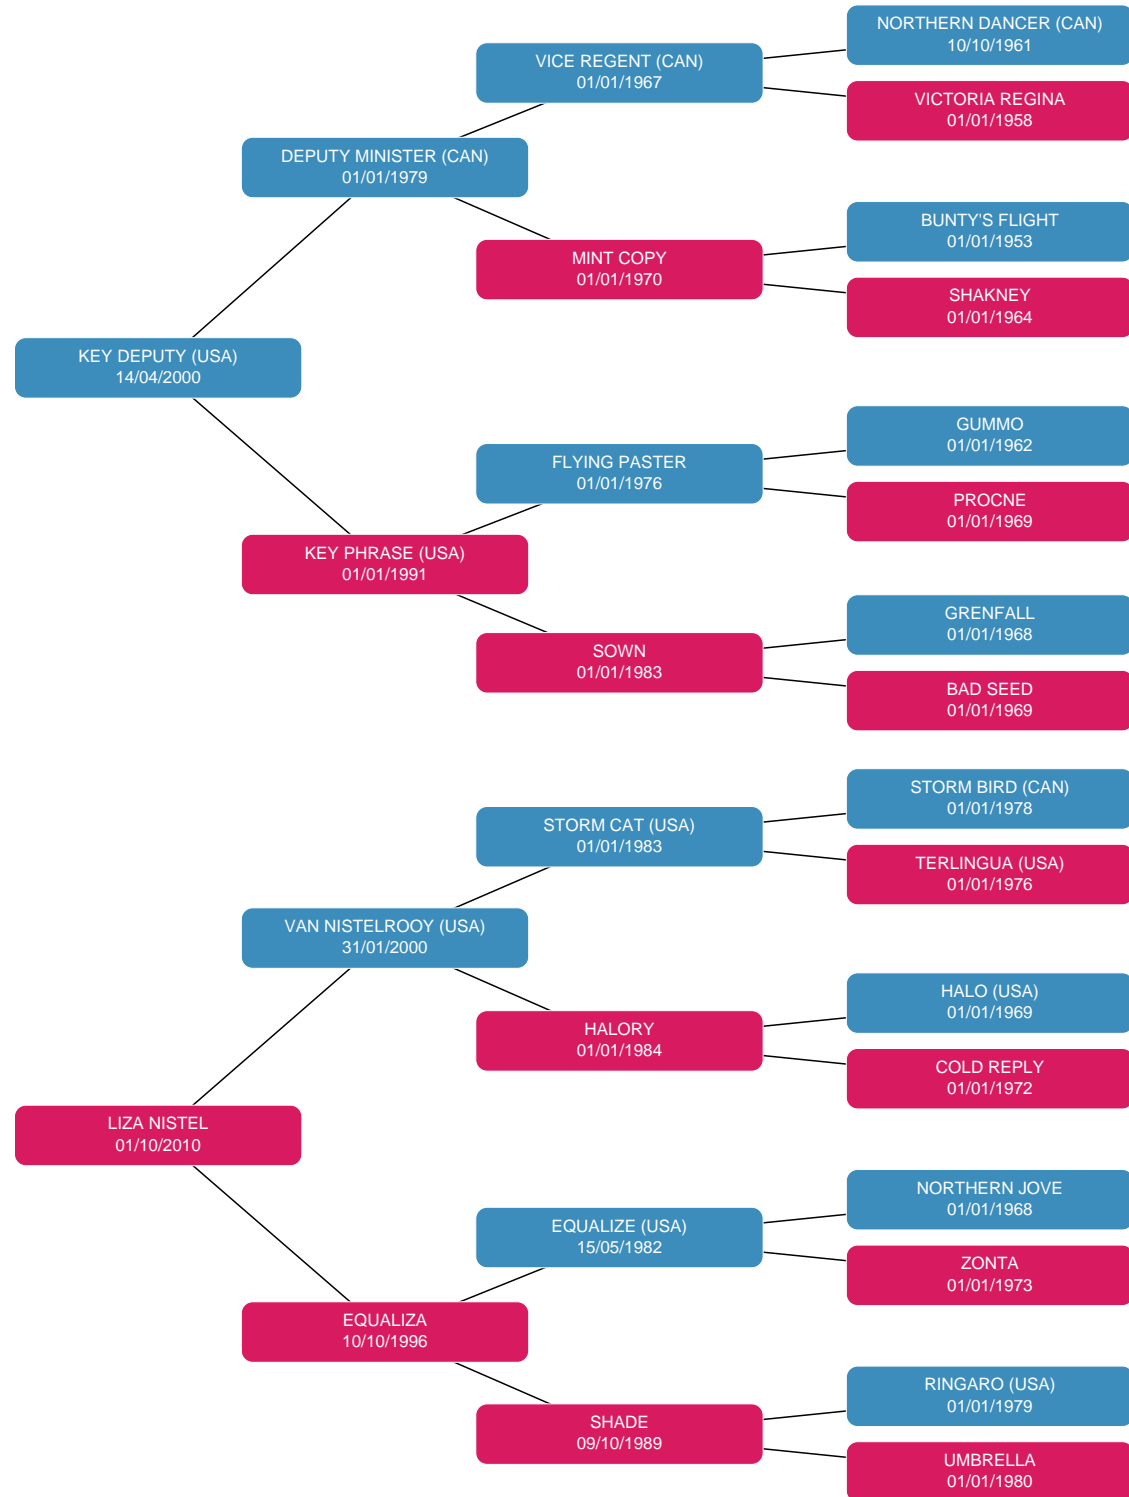 NORTHERN DANCER (CAN)
10/10/1961
VICE REGENT (CAN)
01/01/1967
VICTORIA REGINA
01/01/1958
DEPUTY MINISTER (CAN)
01/01/1979
BUNTY'S FLIGHT
01/01/1953
MINT COPY
01/01/1970
SHAKNEY
01/01/1964
KEY DEPUTY (USA)
14/04/2000
GUMMO
01/01/1962
FLYING PASTER
01/01/1976
PROCNE
01/01/1969
KEY PHRASE (USA)
01/01/1991
GRENFALL
01/01/1968
SOWN
01/01/1983
BAD SEED
01/01/1969
STORM BIRD (CAN)
01/01/1978
STORM CAT (USA)
01/01/1983
TERLINGUA (USA)
01/01/1976
VAN NISTELROOY (USA)
31/01/2000
HALO (USA)
01/01/1969
HALORY
01/01/1984
COLD REPLY
01/01/1972
LIZA NISTEL
01/10/2010
NORTHERN JOVE
01/01/1968
EQUALIZE (USA)
15/05/1982
ZONTA
01/01/1973
EQUALIZA
10/10/1996
RINGARO (USA)
01/01/1979
SHADE
09/10/1989
UMBRELLA
01/01/1980